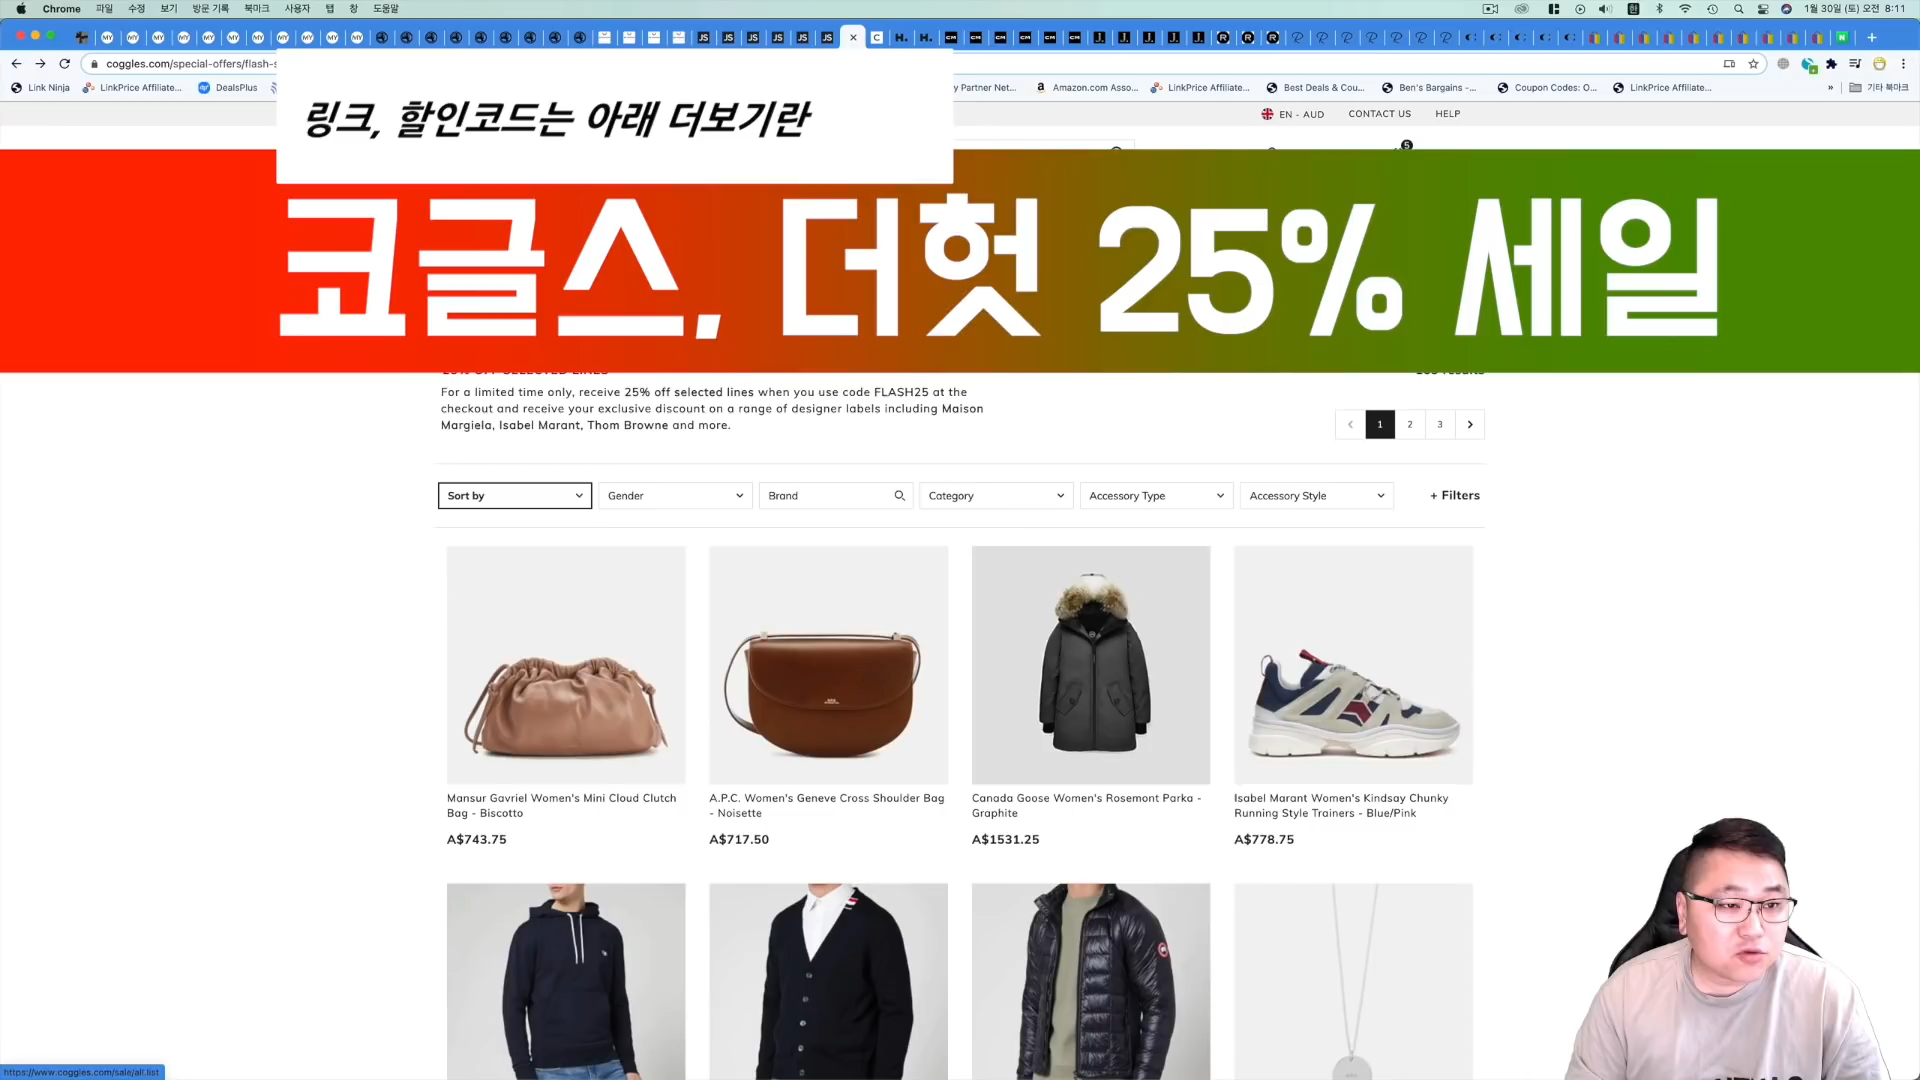 Chrome 파일 수정 보기 방문 기록 북마크 사용자 탭 창 도움말
1월 30일 (토) 오전 8:11
coggles.com/special-offers/flash-s
Link Ninja
LinkPrice Affiliate...
DealsPlus
y Partner Net...
Amazon.com Asso...
LinkPrice Affiliate...
Best Deals & Cou...
Ben's Bargains -...
Coupon Codes: O...
LinkPrice Affiliate...
기타 북마크
링크, 할인코드는 아래 더보기란
EN - AUD
CONTACT US
HELP
5
코글스, 더헛 25% 세일
For a limited time only, receive 25% off selected lines when you use code FLASH25 at the
checkout and receive your exclusive discount on a range of designer labels including Maison
Margiela, Isabel Marant, Thom Browne and more.
1 2 3
Sort by
Gender
Brand
Category
Accessory Type
Accessory Style
+ Filters
Mansur Gavriel Women's Mini Cloud Clutch
Bag - Biscotto
A$743.75
A.P.C. Women's Geneve Cross Shoulder Bag
- Noisette
A$717.50
Canada Goose Women's Rosemont Parka -
Graphite
A$1531.25
Isabel Marant Women's Kindsay Chunky
Running Style Trainers - Blue/Pink
A$778.75
https://www.coggles.com/sale/all.list